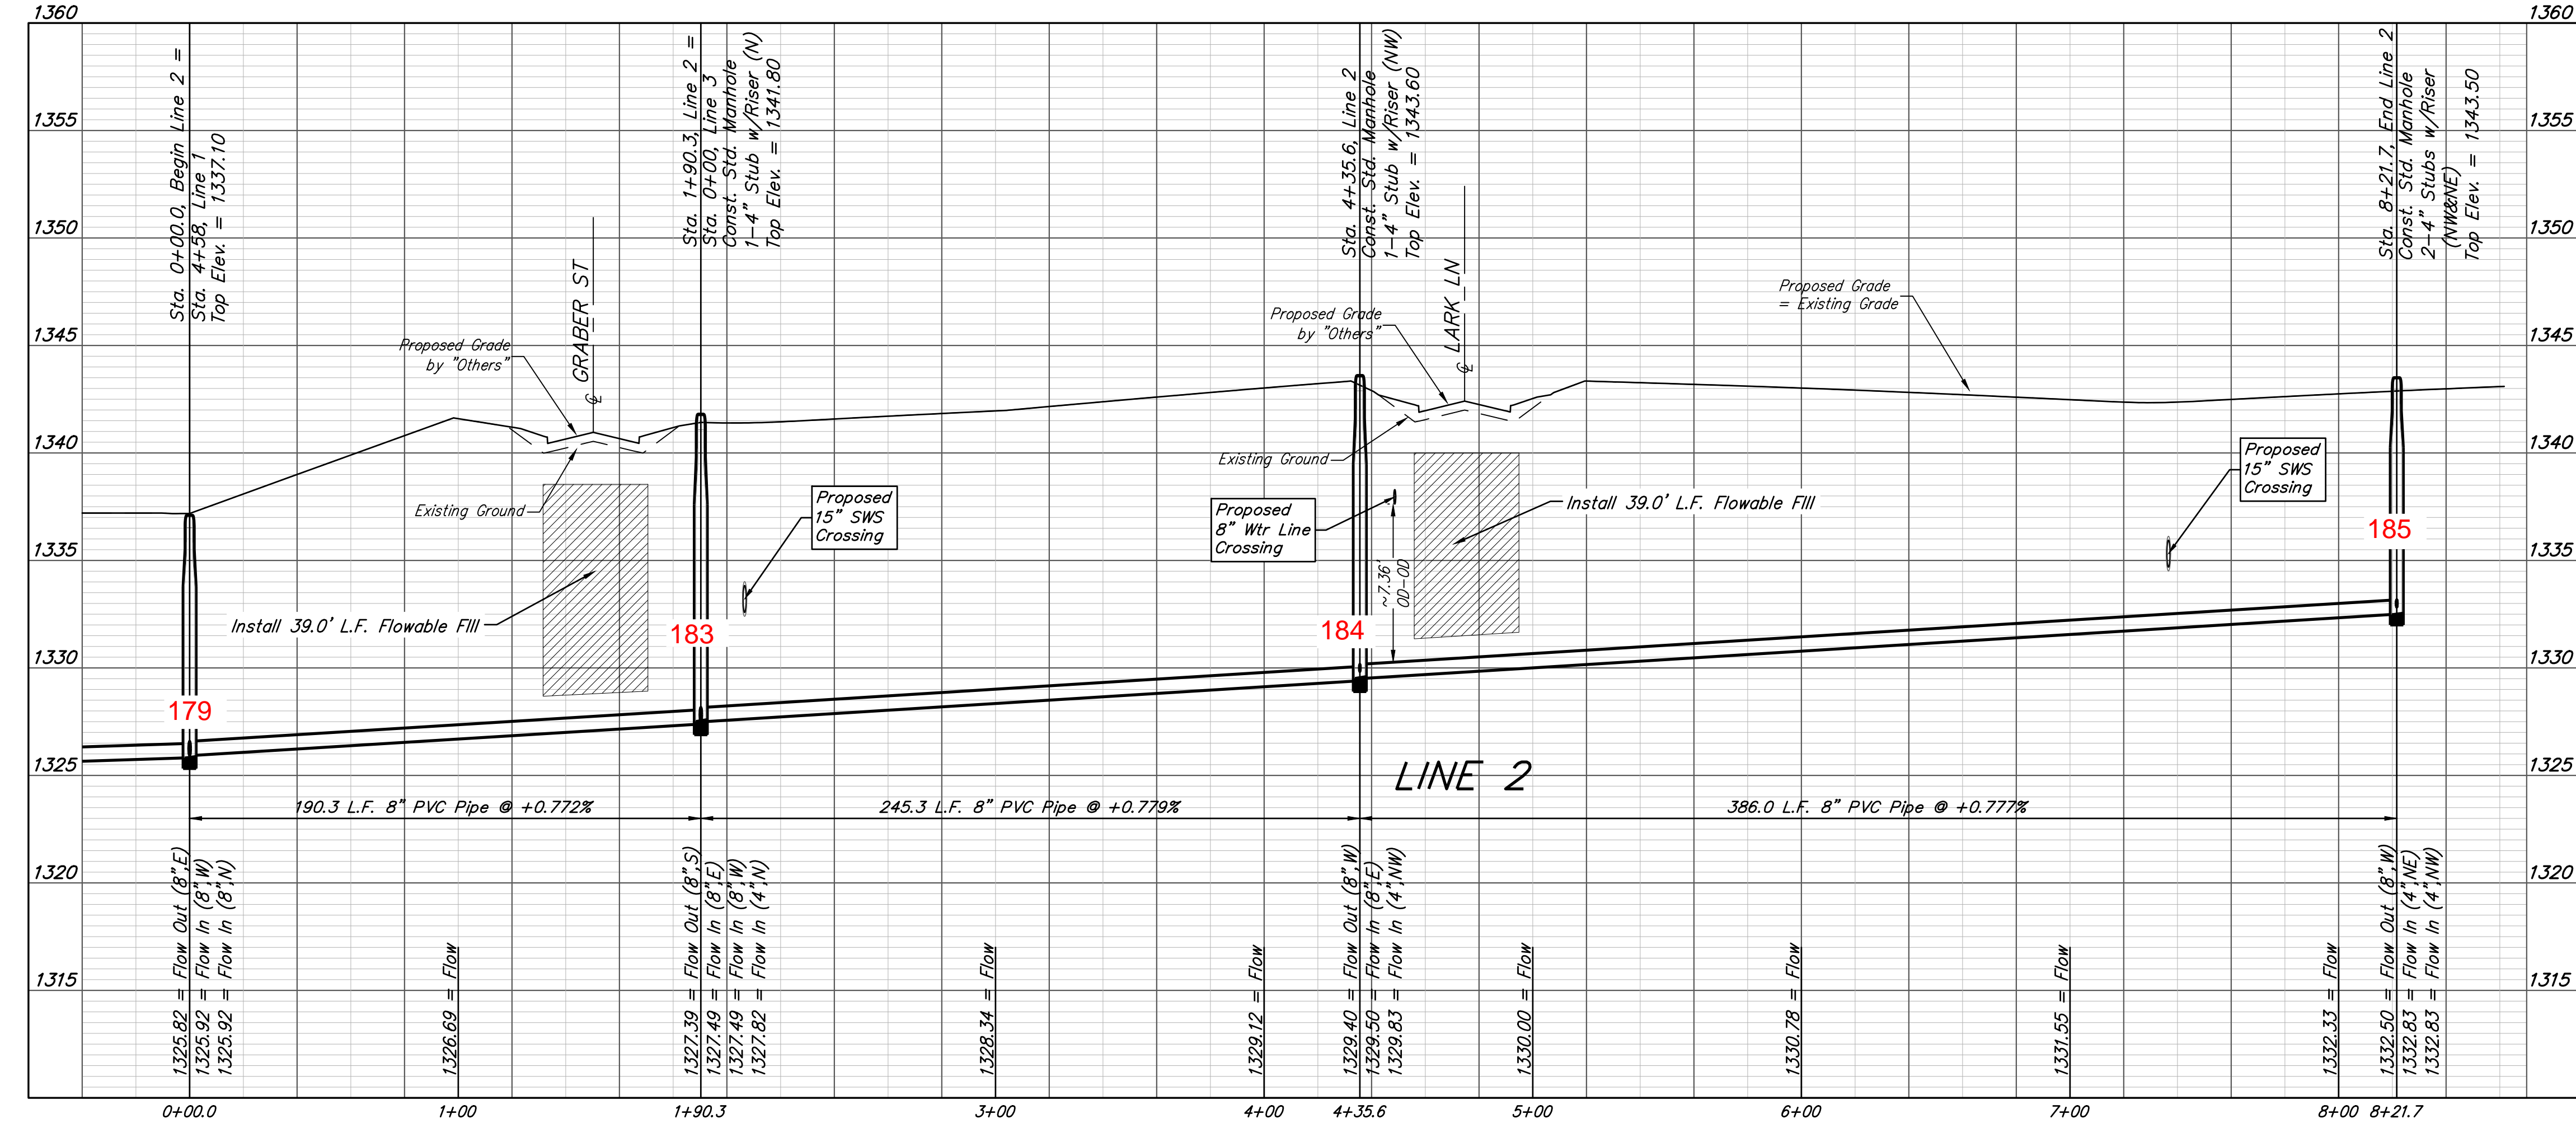 1360
1355
1350
1345
1340
1335
1330
1325
1320
1315
1360
1355
1350
1345
1340
1335
1330
1325
1320
1315
Sta. 0+00.0, Begin Line 2 =
Sta. 4+58, Line 1
Top Elev. = 1337.10
Sta. 1+90.3, Line 2 =
Sta. 0+00, Line 3
Const. Std. Manhole
1-4" Stub w/Riser (N)
Top Elev. = 1341.80
Sta. 4+35.6, Line 2
Const. Std. Manhole
1-4" Stub w/Riser (NW)
Top Elev. = 1343.60
Sta. 8+21.7, End Line 2
Const. Std. Manhole
2-4" Stubs w/Riser
(NW&NE)
Top Elev. = 1343.50
GRABER ST
℄
LARK LN
℄
Proposed Grade
by "Others"
Existing Ground
Proposed Grade
by "Others"
Existing Ground
Proposed Grade
= Existing Grade
Proposed
15" SWS
Crossing
Proposed
8" Wtr Line
Crossing
Proposed
15" SWS
Crossing
Install 39.0' L.F. Flowable FIll
Install 39.0' L.F. Flowable FIll
~7.36'
OD-OD
179
183
184
185
LINE 2
190.3 L.F. 8" PVC Pipe @ +0.772%
245.3 L.F. 8" PVC Pipe @ +0.779%
386.0 L.F. 8" PVC Pipe @ +0.777%
1325.82 = Flow Out (8",E)
1325.92 = Flow In (8",W)
1325.92 = Flow In (8",N)
1326.69 = Flow
1327.39 = Flow Out (8",S)
1327.49 = Flow In (8",E)
1327.49 = Flow In (8",W)
1327.82 = Flow In (4",N)
1328.34 = Flow
1329.12 = Flow
1329.40 = Flow Out (8",W)
1329.50 = Flow In (8",E)
1329.83 = Flow In (4",NW)
1330.00 = Flow
1330.78 = Flow
1331.55 = Flow
1332.33 = Flow
1332.50 = Flow Out (8",W)
1332.83 = Flow In (4",NE)
1332.83 = Flow In (4",NW)
0+00.0
1+00
1+90.3
3+00
4+00
4+35.6
5+00
6+00
7+00
8+00
8+21.7